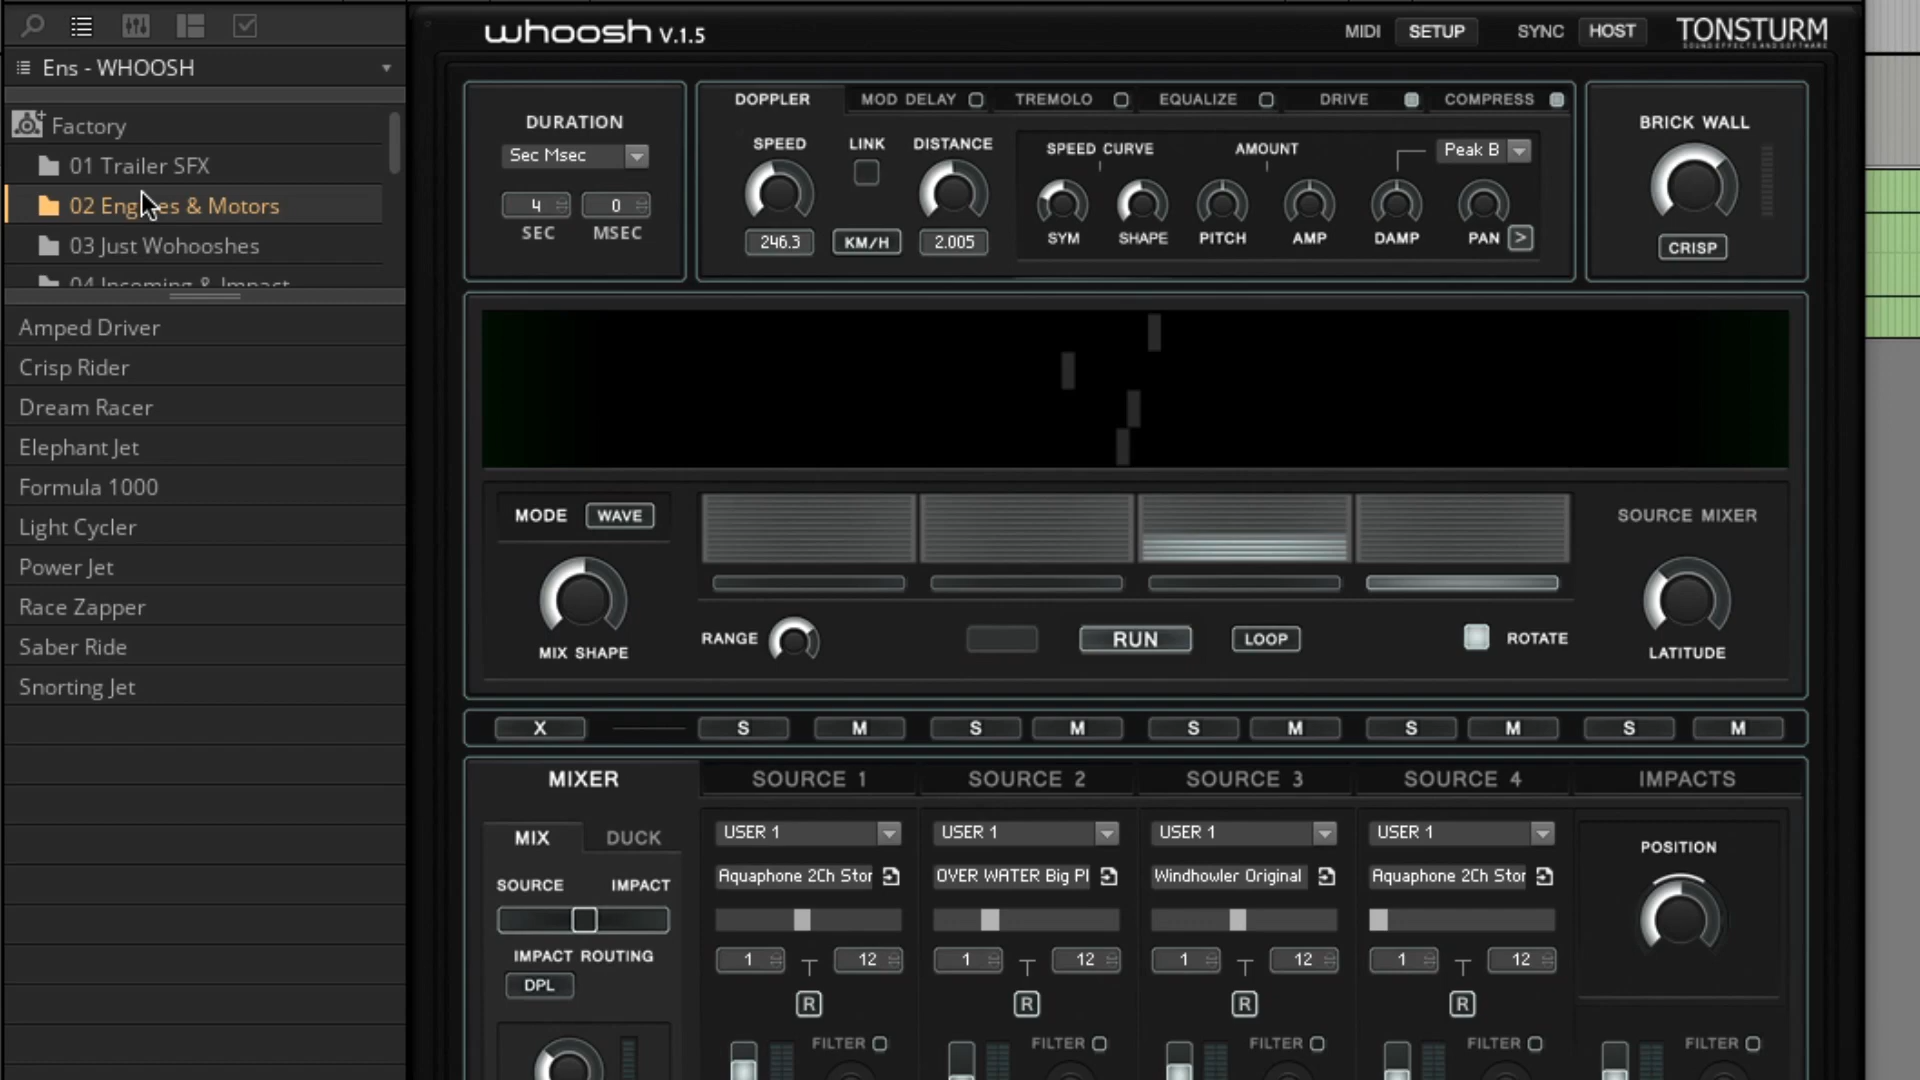 whoosh V.1.5
MIDI SETUP SYNC HOST TONSTURM
SOUND EFFECTS AND SOFTWARE
Ens - WHOOSH
Factory
01 Trailer SFX
02 Engines & Motors
03 Just Wohooshes
04 Incoming & Impact
Amped Driver
Crisp Rider
Dream Racer
Elephant Jet
Formula 1000
Light Cycler
Power Jet
Race Zapper
Saber Ride
Snorting Jet
DURATION
Sec Msec
4 0
SEC MSEC
DOPPLER MOD DELAY TREMOLO EQUALIZE DRIVE COMPRESS
SPEED LINK DISTANCE
246.3 KM/H 2.005
SPEED CURVE AMOUNT Peak B
SYM SHAPE PITCH AMP DAMP PAN >
BRICK WALL
CRISP
MODE WAVE
MIX SHAPE
RANGE RUN LOOP ROTATE
SOURCE MIXER
LATITUDE
X S M S M S M S M S M
MIXER SOURCE 1 SOURCE 2 SOURCE 3 SOURCE 4 IMPACTS
MIX DUCK
SOURCE IMPACT
IMPACT ROUTING
DPL
USER 1 USER 1 USER 1 USER 1
Aquaphone 2Ch Stor OVER WATER Big Pl Windhowler Original Aquaphone 2Ch Stor
1 12 1 12 1 12 1 12
R R R R
FILTER FILTER FILTER FILTER FILTER
POSITION